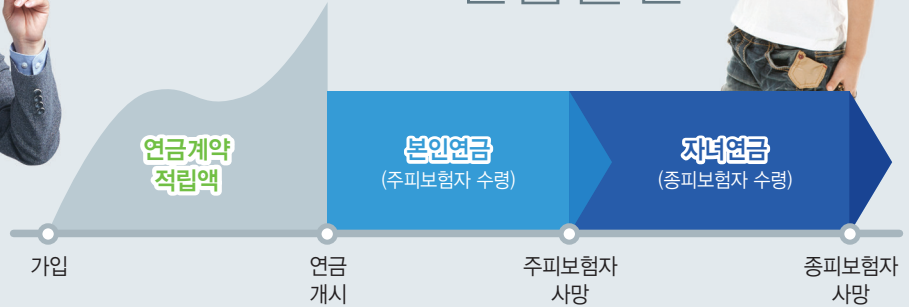 연금계약
적립액
본인연금
(주피보험자 수령)
자녀연금
(종피보험자 수령)
가입
연금
개시
주피보험자
사망
종피보험자
사망